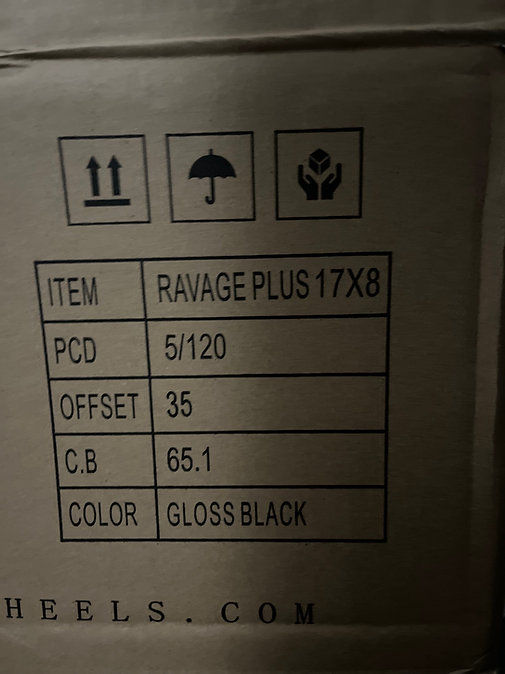 ITEM RAVAGE PLUS 17X8
PCD 5/120
OFFSET 35
C.B 65.1
COLOR GLOSS BLACK
HEELS.COM